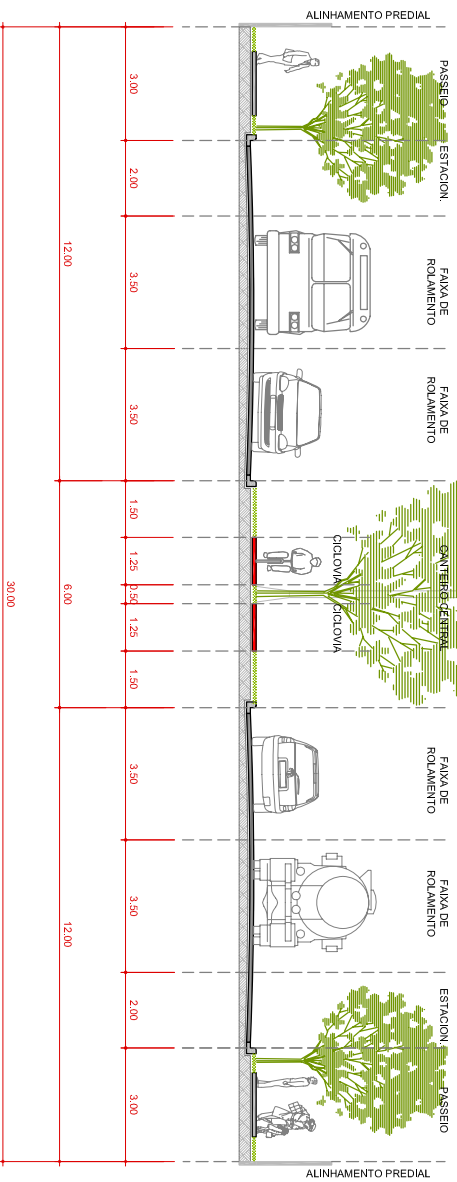 ALINHAMENTO PREDIAL
PASSEIO
ESTACION.
FAIXA DE
ROLAMENTO
FAIXA DE
ROLAMENTO
CANTEIRO CENTRAL
CICLOVIA
CICLOVIA
FAIXA DE
ROLAMENTO
FAIXA DE
ROLAMENTO
ESTACION.
PASSEIO
ALINHAMENTO PREDIAL
3.00
2.00
3.50
3.50
1.50
1.25
0.50
1.25
1.50
3.50
3.50
2.00
3.00
12.00
6.00
12.00
30.00